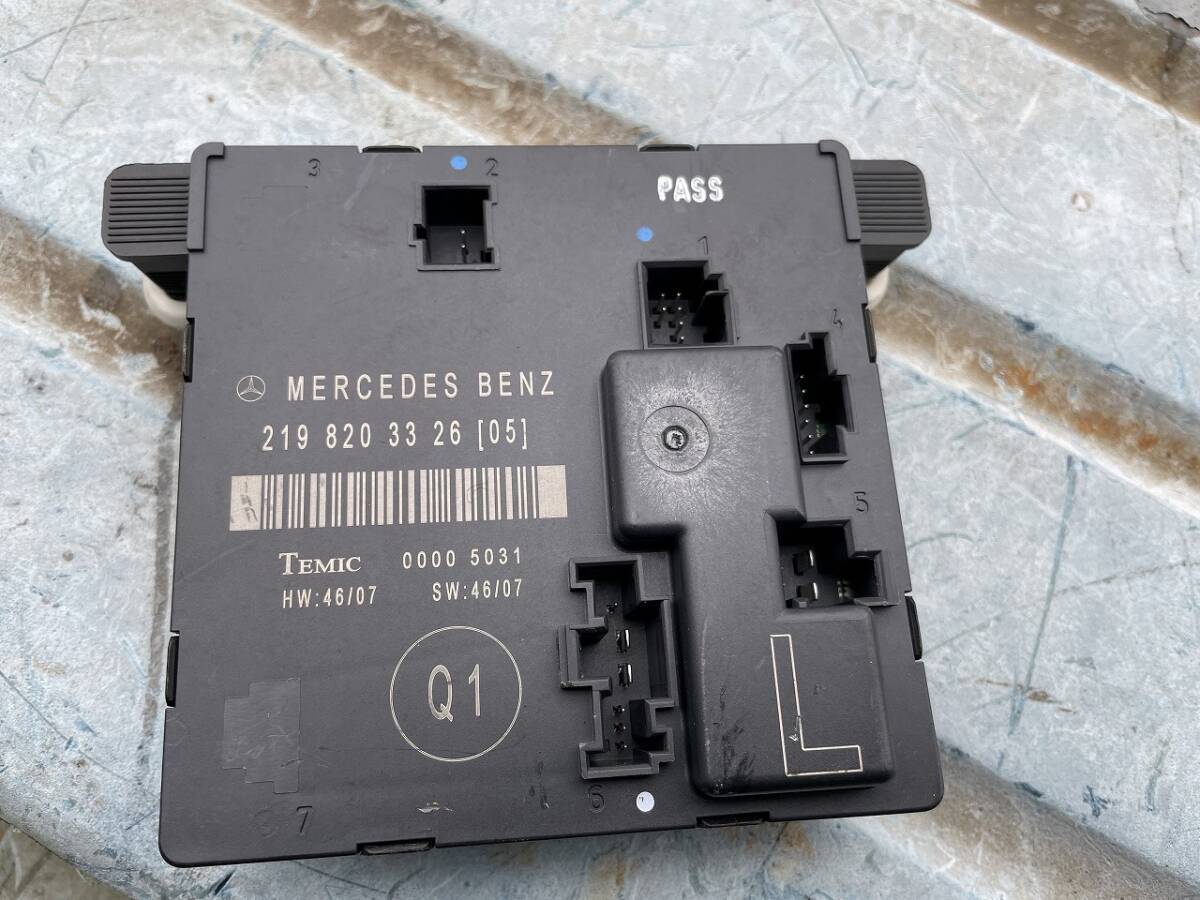 3
2
PASS
1
4
MERCEDES BENZ
219 820 33 26 [05]
5
TEMIC 0000 5031
HW:46/07 SW:46/07
Q1
L
6
7